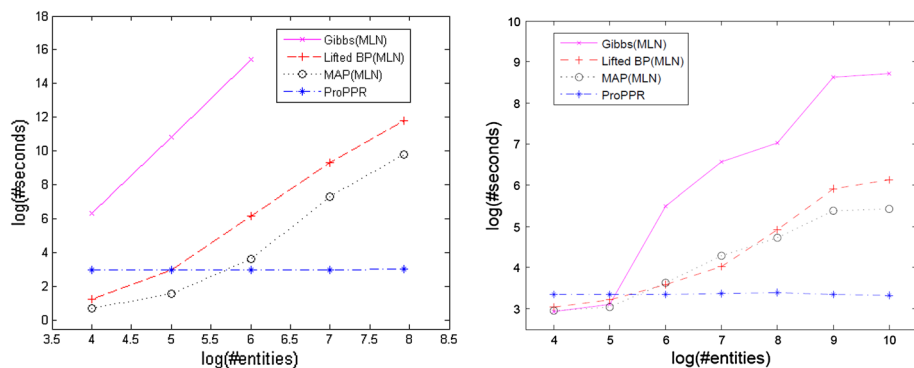 18
16
14
12
10
8
6
4
2
0
log(#seconds)
3.5 4 4.5 5 5.5 6 6.5 7 7.5 8 8.5
log(#entities)
Gibbs(MLN)
Lifted BP(MLN)
MAP(MLN)
ProPPR
10
9
8
7
6
5
4
3
log(#seconds)
4 5 6 7 8 9 10
log(#entities)
Gibbs(MLN)
Lifted BP(MLN)
MAP(MLN)
ProPPR